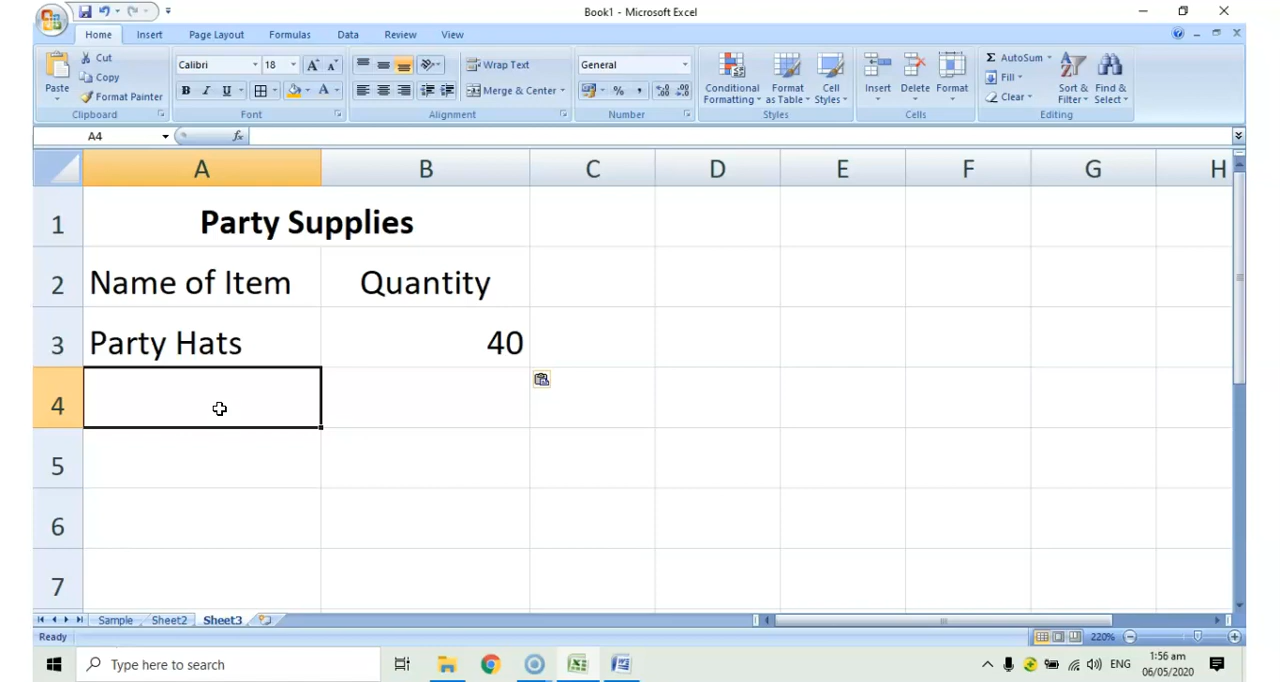 Book1 - Microsoft Excel
Home Insert Page Layout Formulas Data Review View
Paste
Cut
Copy
Format Painter
Clipboard
Calibri 18
B I U
Font
Wrap Text
Merge & Center
Alignment
General
% ,
Number
Conditional Formatting
Format as Table
Cell Styles
Styles
Insert Delete Format
Cells
Σ AutoSum
Fill
Clear
Sort & Filter
Find & Select
Editing
A4 fx
A B C D E F G H
1 Party Supplies
2 Name of Item Quantity
3 Party Hats 40
4
5
6
7
Sample Sheet2 Sheet3
Ready 220%
Type here to search
ENG
1:56 am
06/05/2020